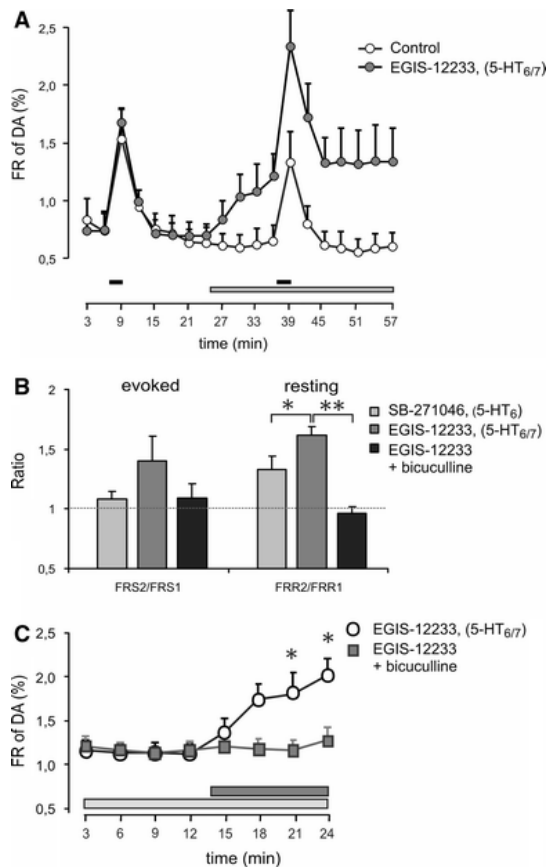 A
Control
EGIS-12233, (5-HT6/7)
FR of DA (%)
2,5
2,0
1,5
1,0
0,5
3 9 15 21 27 33 39 45 51 57
time (min)
B
evoked resting
* **
SB-271046, (5-HT6)
EGIS-12233, (5-HT6/7)
EGIS-12233
+ bicuculline
Ratio
2
1,5
1
0,5
FRS2/FRS1 FRR2/FRR1
C
EGIS-12233, (5-HT6/7)
EGIS-12233
+ bicuculline
* *
FR of DA (%)
2,5
2,0
1,5
1,0
0,5
3 6 9 12 15 18 21 24
time (min)